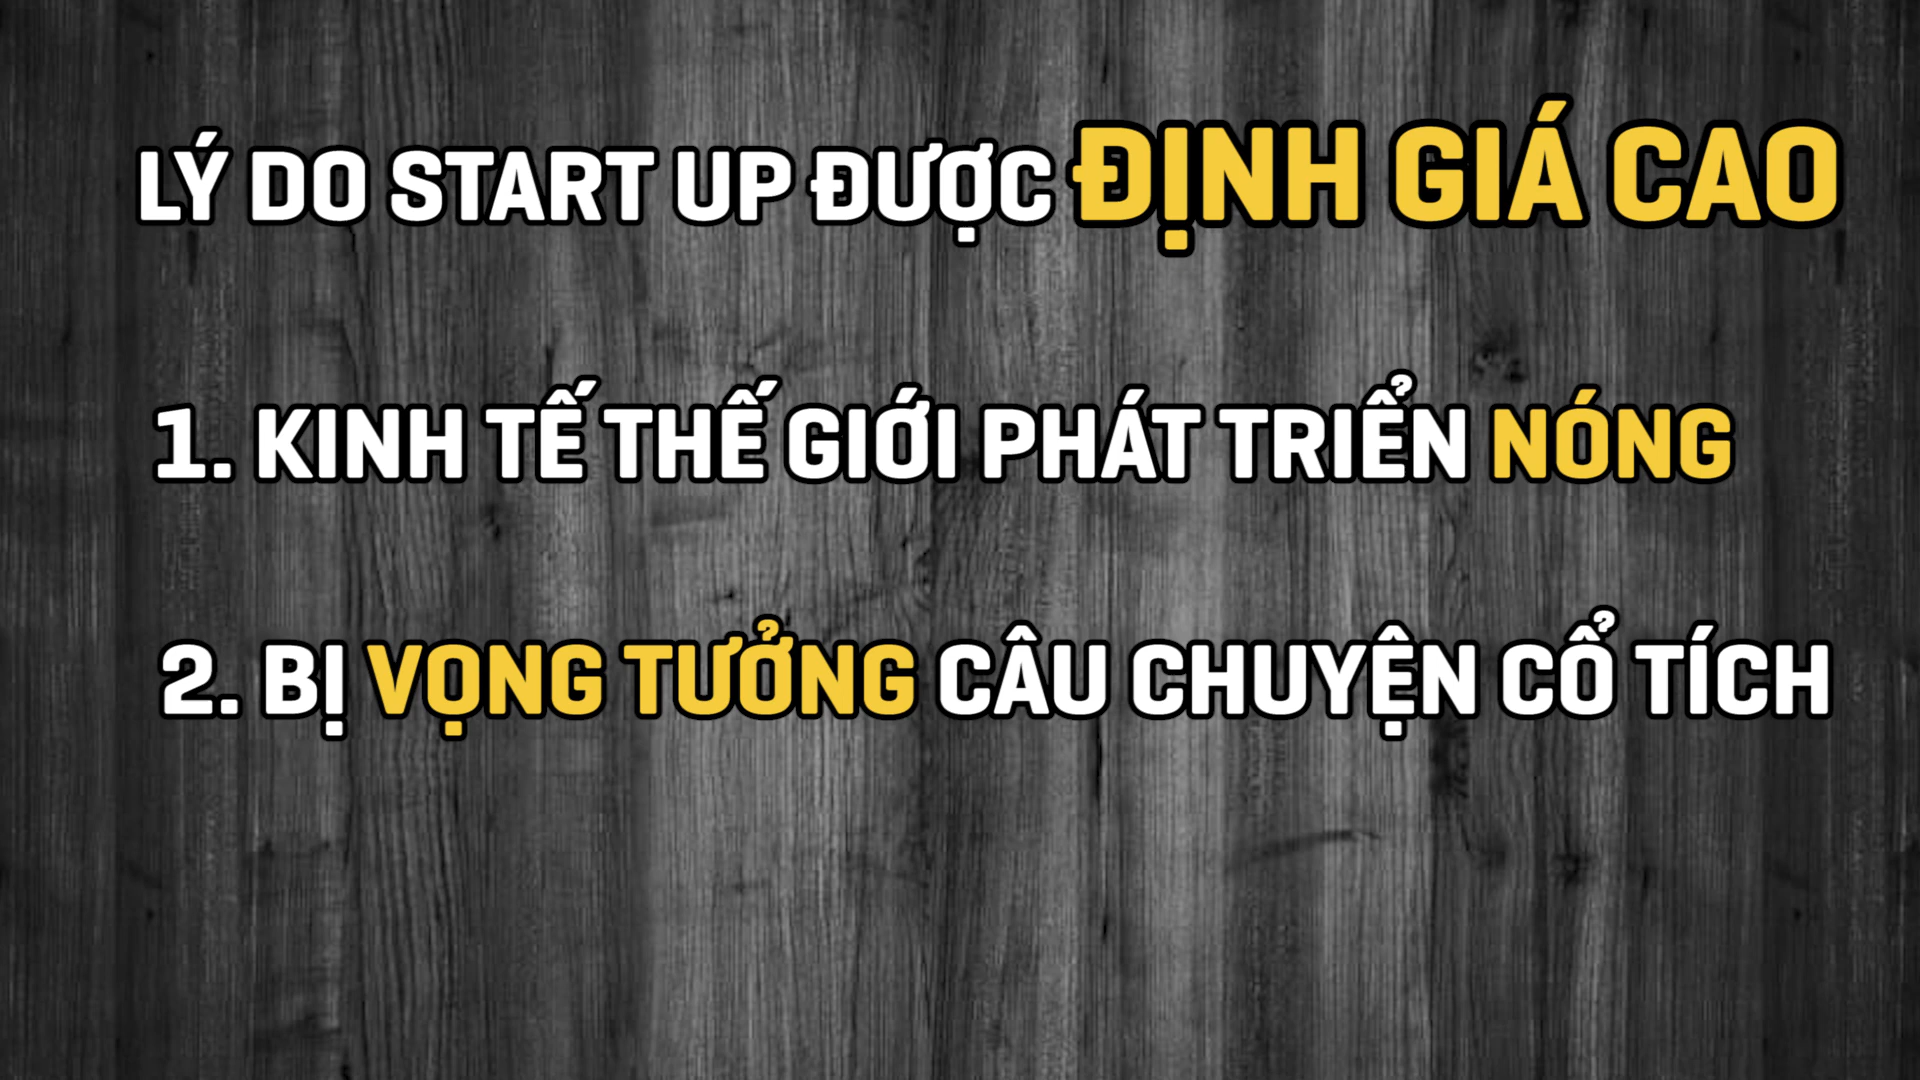 LÝ DO START UP ĐƯỢC ĐỊNH GIÁ CAO
1. KINH TẾ THẾ GIỚI PHÁT TRIỂN NÓNG
2. BỊ VỌNG TƯỞNG CÂU CHUYỆN CỔ TÍCH